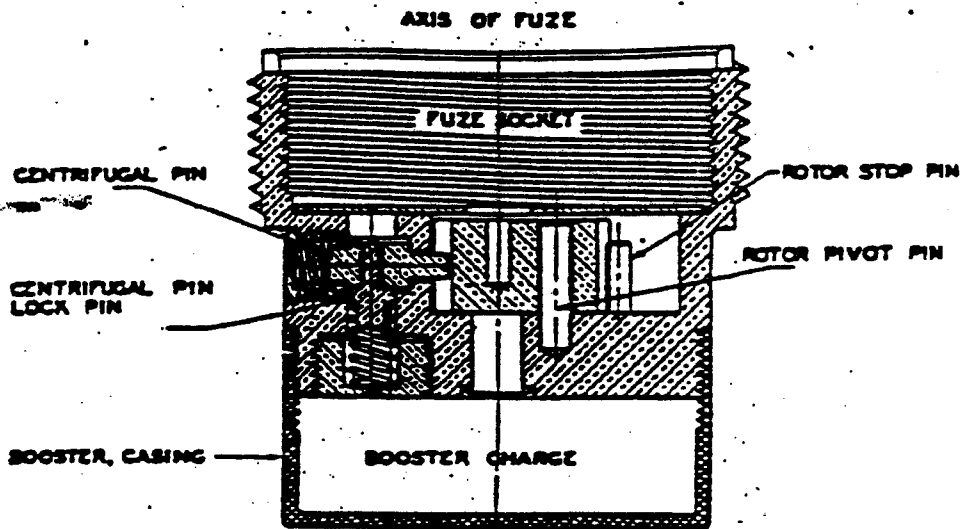 AXIS OF FUZE
FUZE SOCKET
CENTRIFUGAL PIN
ROTOR STOP PIN
ROTOR PIVOT PIN
CENTRIFUGAL PIN
LOCK PIN
BOOSTER, CASING
BOOSTER CHARGE